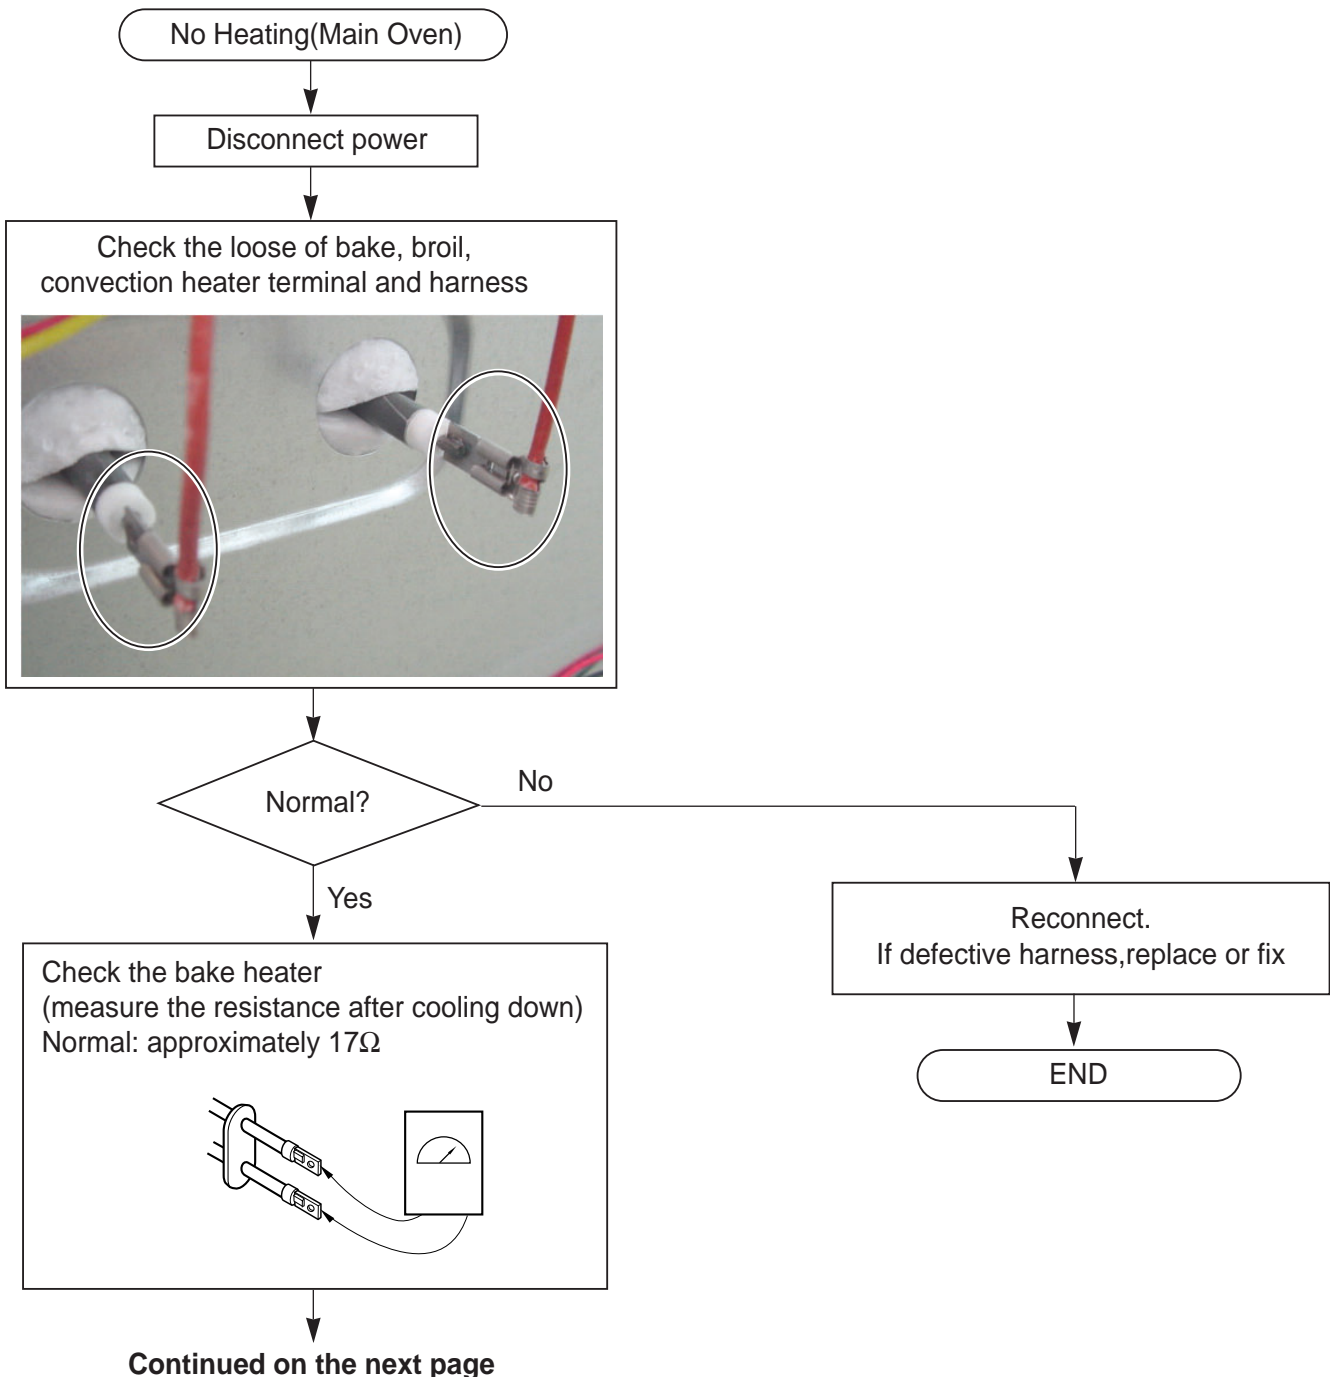 No Heating(Main Oven)
Disconnect power
Check the loose of bake, broil,
convection heater terminal and harness
Normal?
No
Yes
Reconnect.
If defective harness,replace or fix
END
Check the bake heater
(measure the resistance after cooling down)
Normal: approximately 17Ω
Continued on the next page